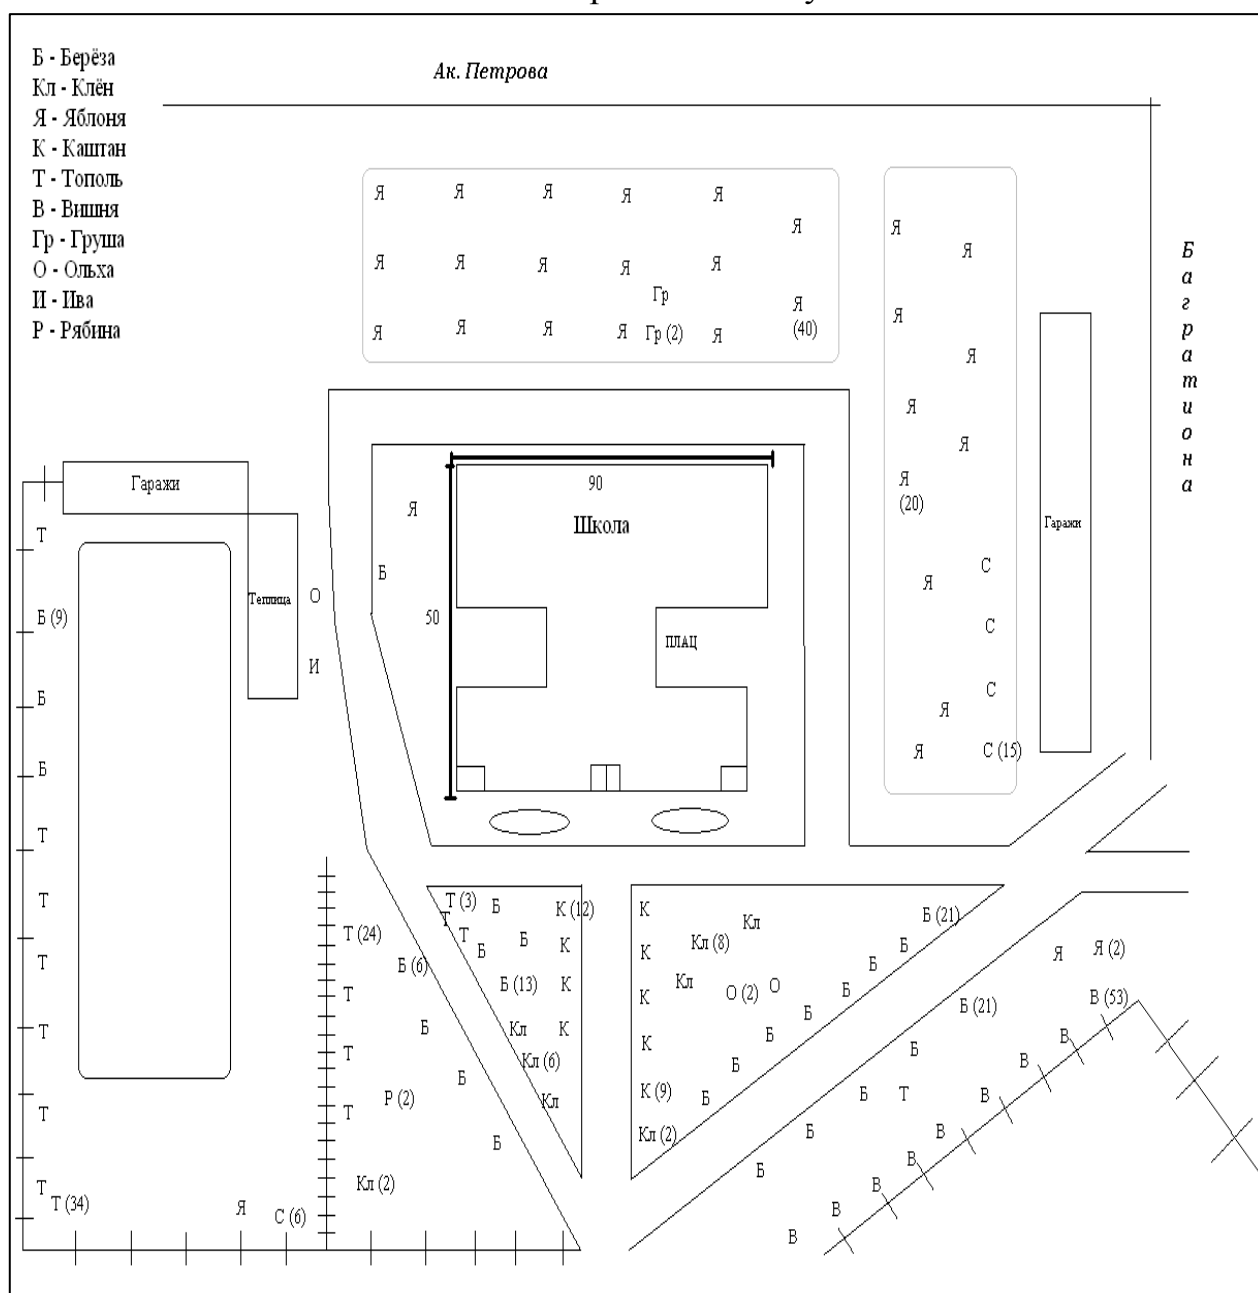 Б - Берёза
Кл - Клён
Я - Яблоня
К - Каштан
Т - Тополь
В - Вишня
Гр - Груша
О - Ольха
И - Ива
Р - Рябина
Ак. Петрова
Багратиона
Я Я Я Я Я
Я
Я Я Я Я Я
Гр
Я
(40)
Я Я Я Я Гр (2) Я
Я
Я
Я
Я
Я
Я
Я
(20)
С
Я
С
С
Я
Я С (15)
Гаражи
Гаражи
Теплица
О
И
90
Школа
50
ПЛАЦ
Я
Б
Т
Б (9)
Б
Б
Т
Т
Т
Т
Т
Т
Т (34)
Я
С (6)
Т (24)
Б (6)
Т
Б
Т
Б
Р (2)
Т
Б
Кл (2)
Т (3) Б К (12)
Т
Т Б К
Б
Б (13) К
Кл К
Кл (6)
Кл
К Кл Б (21)
К Кл (8) Б
Кл О Б
К О (2) Б
Б
К Б
Б
К (9) Б
Кл (2)
Я Я (2)
Б (21) В (53)
Б В
В
Б Т В
Б В
Б В
В
В
В